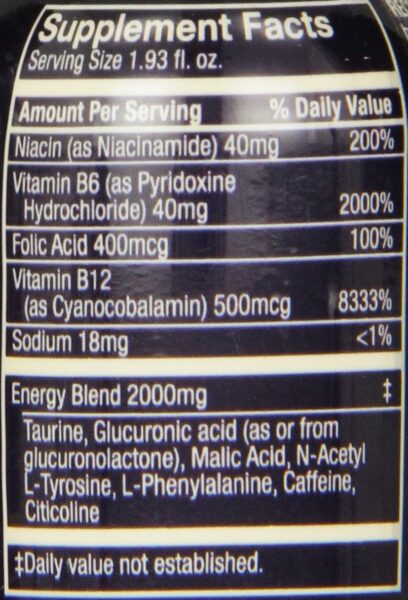 Supplement Facts
Serving Size 1.93 fl. oz.
Amount Per Serving % Daily Value
Niacin (as Niacinamide) 40mg 200%
Vitamin B6 (as Pyridoxine
Hydrochloride) 40mg 2000%
Folic Acid 400mcg 100%
Vitamin B12
(as Cyanocobalamin) 500mcg 8333%
Sodium 18mg <1%
Energy Blend 2000mg ‡
Taurine, Glucuronic acid (as or from
glucuronolactone), Malic Acid, N-Acetyl
L-Tyrosine, L-Phenylalanine, Caffeine,
Citicoline
‡Daily value not established.